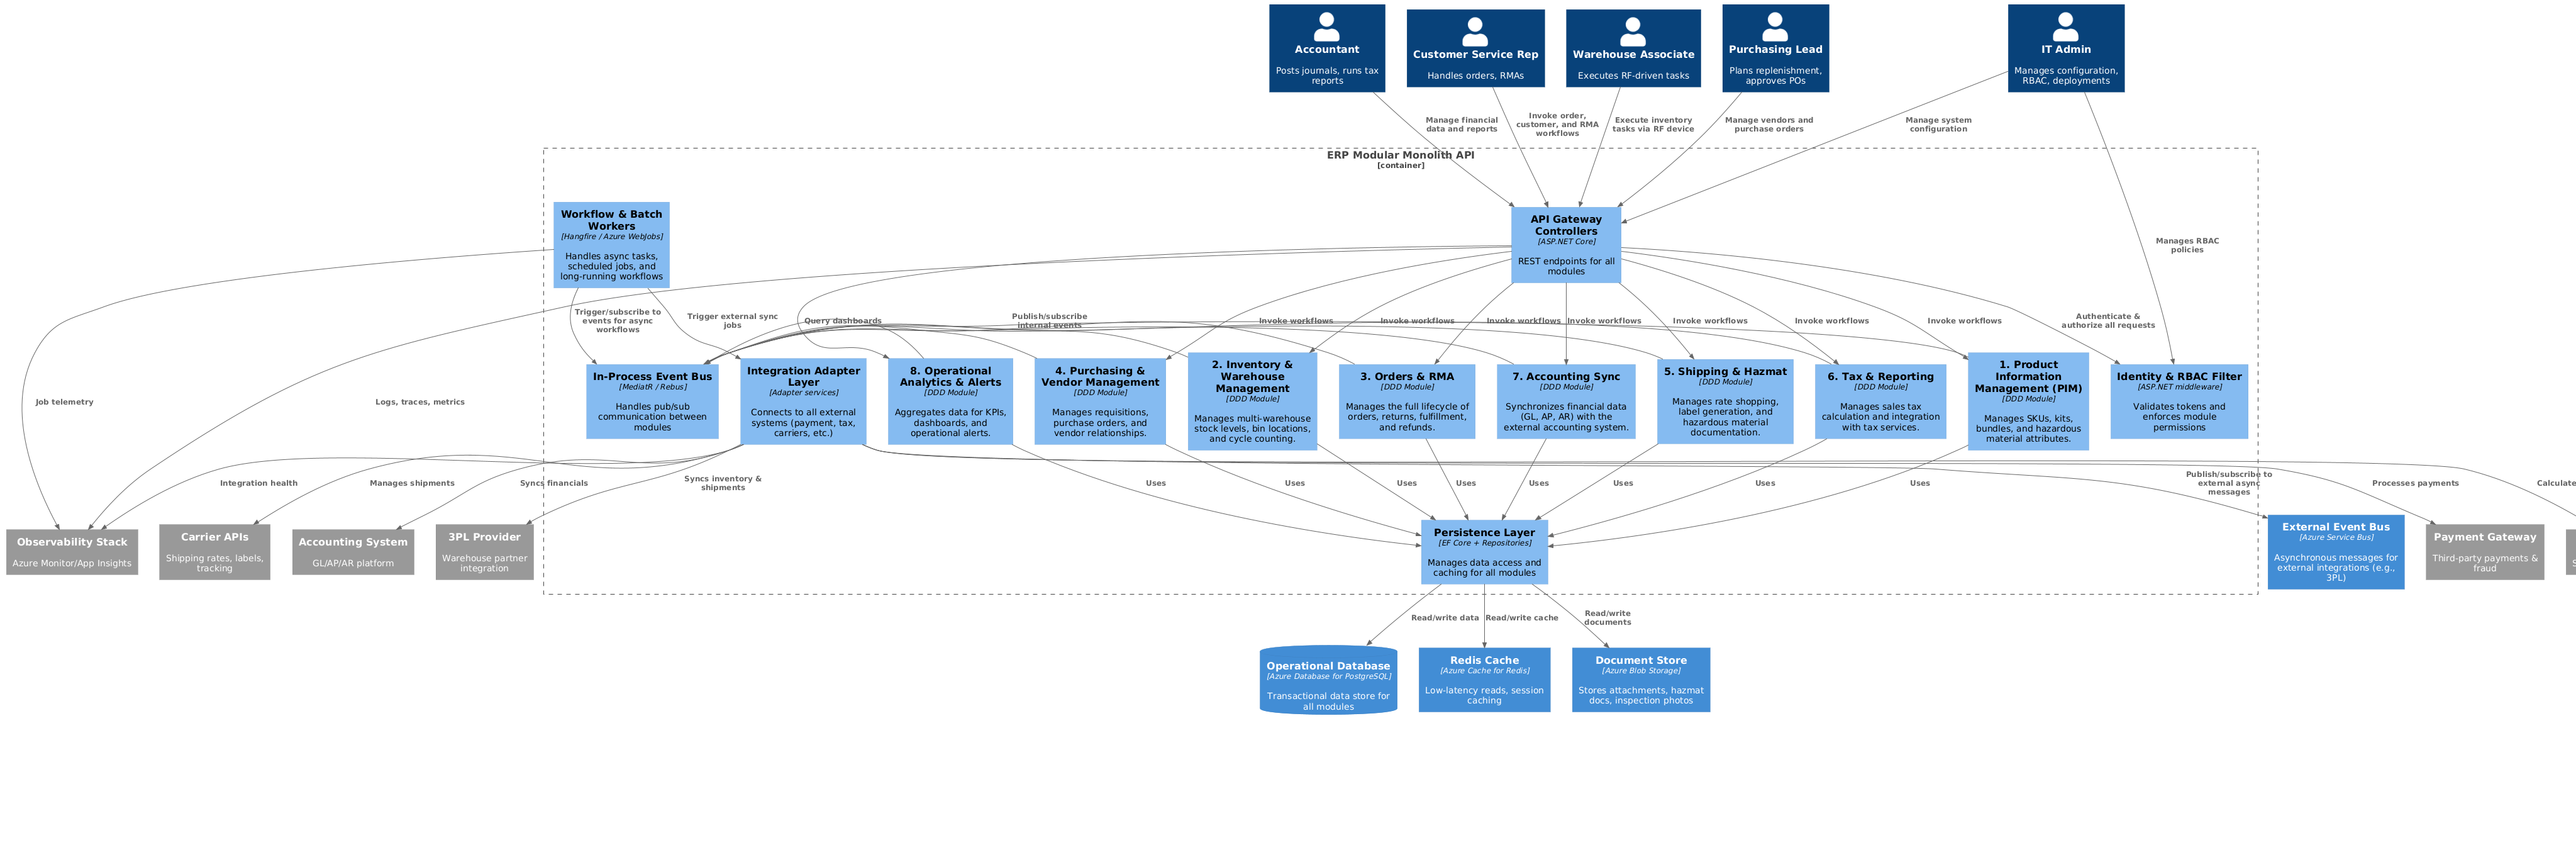 Accountant
Posts journals, runs tax
reports
Customer Service Rep
Handles orders, RMAs
Warehouse Associate
Executes RF-driven tasks
Purchasing Lead
Plans replenishment,
approves POs
IT Admin
Manages configuration,
RBAC, deployments
Manage financial
data and reports
Invoke order,
customer, and RMA
workflows
Execute inventory
tasks via RF device
Manage vendors and
purchase orders
Manage system
configuration
ERP Modular Monolith API
[container]
Workflow & Batch
Workers
[Hangfire / Azure WebJobs]
Handles async tasks,
scheduled jobs, and
long-running workflows
API Gateway
Controllers
[ASP.NET Core]
REST endpoints for all
modules
Manages RBAC
policies
Trigger/subscribe to
events for async
workflows
Trigger external sync
jobs
Query dashboards
Publish/subscribe
internal events
Invoke workflows
Invoke workflows
Invoke workflows
Invoke workflows
Invoke workflows
Invoke workflows
Invoke workflows
Authenticate &
authorize all requests
In-Process Event Bus
[MediatR / Rebus]
Handles pub/sub
communication between
modules
Integration Adapter
Layer
[Adapter services]
Connects to all external
systems (payment, tax,
carriers, etc.)
8. Operational
Analytics & Alerts
[DDD Module]
Aggregates data for KPIs,
dashboards, and
operational alerts.
4. Purchasing &
Vendor Management
[DDD Module]
Manages requisitions,
purchase orders, and
vendor relationships.
2. Inventory &
Warehouse
Management
[DDD Module]
Manages multi-warehouse
stock levels, bin locations,
and cycle counting.
3. Orders & RMA
[DDD Module]
Manages the full lifecycle of
orders, returns, fulfillment,
and refunds.
7. Accounting Sync
[DDD Module]
Synchronizes financial data
(GL, AP, AR) with the
external accounting system.
5. Shipping & Hazmat
[DDD Module]
Manages rate shopping,
label generation, and
hazardous material
documentation.
6. Tax & Reporting
[DDD Module]
Manages sales tax
calculation and integration
with tax services.
1. Product
Information
Management (PIM)
[DDD Module]
Manages SKUs, kits,
bundles, and hazardous
material attributes.
Identity & RBAC Filter
[ASP.NET middleware]
Validates tokens and
enforces module
permissions
Job telemetry
Logs, traces, metrics
Integration health
Manages shipments
Syncs financials
Syncs inventory &
shipments
Uses
Uses
Uses
Uses
Uses
Uses
Uses
Uses
Publish/subscribe to
external async
messages
Processes payments
Calculate
Observability Stack
Azure Monitor/App Insights
Carrier APIs
Shipping rates, labels,
tracking
Accounting System
GL/AP/AR platform
3PL Provider
Warehouse partner
integration
Persistence Layer
[EF Core + Repositories]
Manages data access and
caching for all modules
External Event Bus
[Azure Service Bus]
Asynchronous messages for
external integrations (e.g.,
3PL)
Payment Gateway
Third-party payments &
fraud
Read/write data
Read/write cache
Read/write
documents
Operational Database
[Azure Database for PostgreSQL]
Transactional data store for
all modules
Redis Cache
[Azure Cache for Redis]
Low-latency reads, session
caching
Document Store
[Azure Blob Storage]
Stores attachments, hazmat
docs, inspection photos